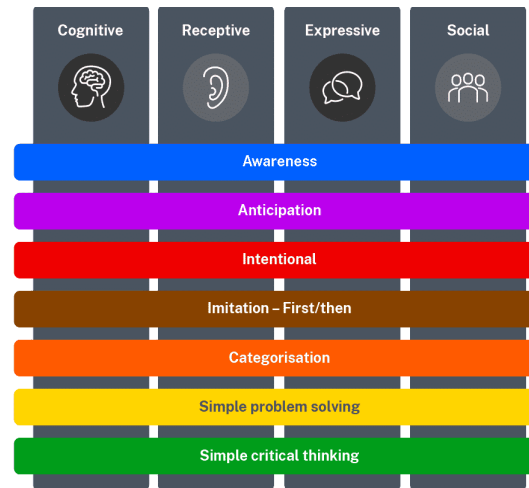 Cognitive
Receptive
Expressive
Social
Awareness
Anticipation
Intentional
Imitation – First/then
Categorisation
Simple problem solving
Simple critical thinking